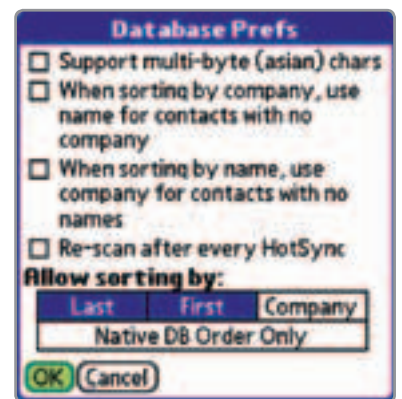 Database Prefs
Support multi-byte (asian) chars
When sorting by company, use
name for contacts with no
company
When sorting by name, use
company for contacts with no
names
Re-scan after every HotSync
Allow sorting by:
Last First Company
Native DB Order Only
OK Cancel